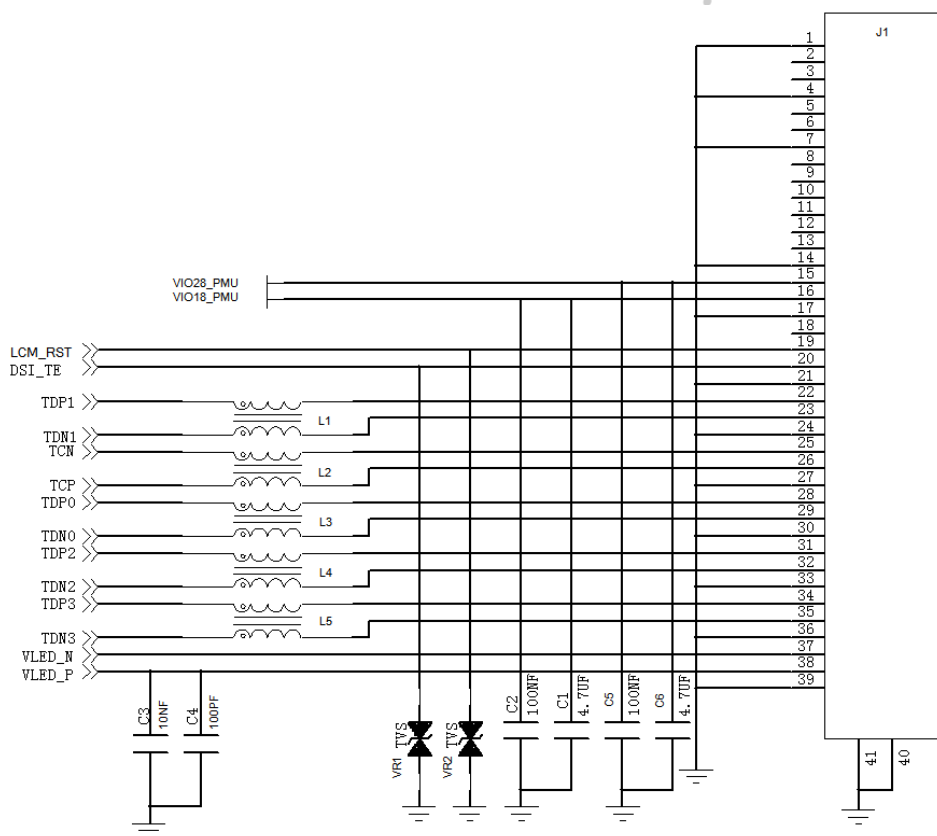 J1
1
2
3
4
5
6
7
8
9
10
11
12
13
14
15
16
17
18
19
20
21
22
23
24
25
26
27
28
29
30
31
32
33
34
35
36
37
38
39
VIO28_PMU
VIO18_PMU
LCM_RST
DSI_TE
TDP1
L1
TDN1
TCN
L2
TCP
TDP0
L3
TDN0
TDP2
L4
TDN2
TDP3
L5
TDN3
VLED_N
VLED_P
C3
10NF
C4
100PF
TVS
VR1
TVS
VR2
C2
100NF
C1
4.7UF
C5
100NF
C6
4.7UF
41
40